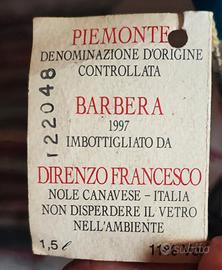 PIEMONTE
DENOMINAZIONE D'ORIGINE
CONTROLLATA
122048
BARBERA
1997
IMBOTTIGLIATO DA
DIRENZO FRANCESCO
NOLE CANAVESE - ITALIA
NON DISPERDERE IL VETRO
NELL'AMBIENTE
1,5 ℓ
subito